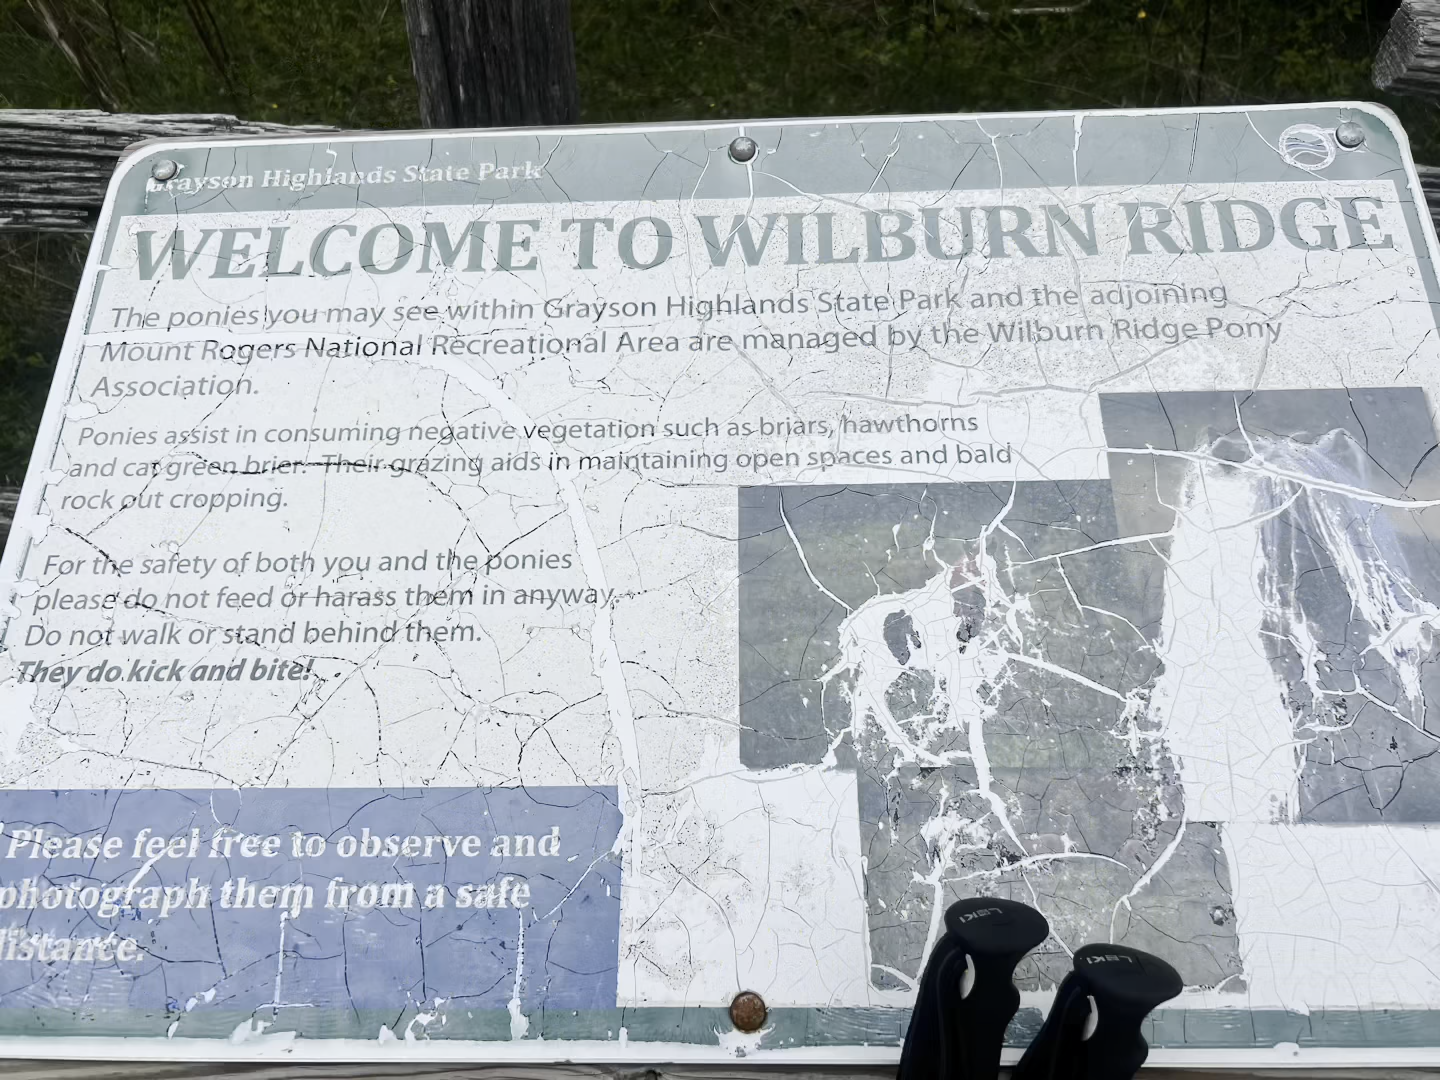 Grayson Highlands State Park
WELCOME TO WILBURN RIDGE
The ponies you may see within Grayson Highlands State Park and the adjoining
Mount Rogers National Recreational Area are managed by the Wilburn Ridge Pony
Association.
Ponies assist in consuming negative vegetation such as briars, hawthorns
and cat green brier. Their grazing aids in maintaining open spaces and bald
rock out cropping.
For the safety of both you and the ponies
please do not feed or harass them in anyway.
Do not walk or stand behind them.
They do kick and bite!
Please feel free to observe and
photograph them from a safe
distance.
LEKI
LEKI